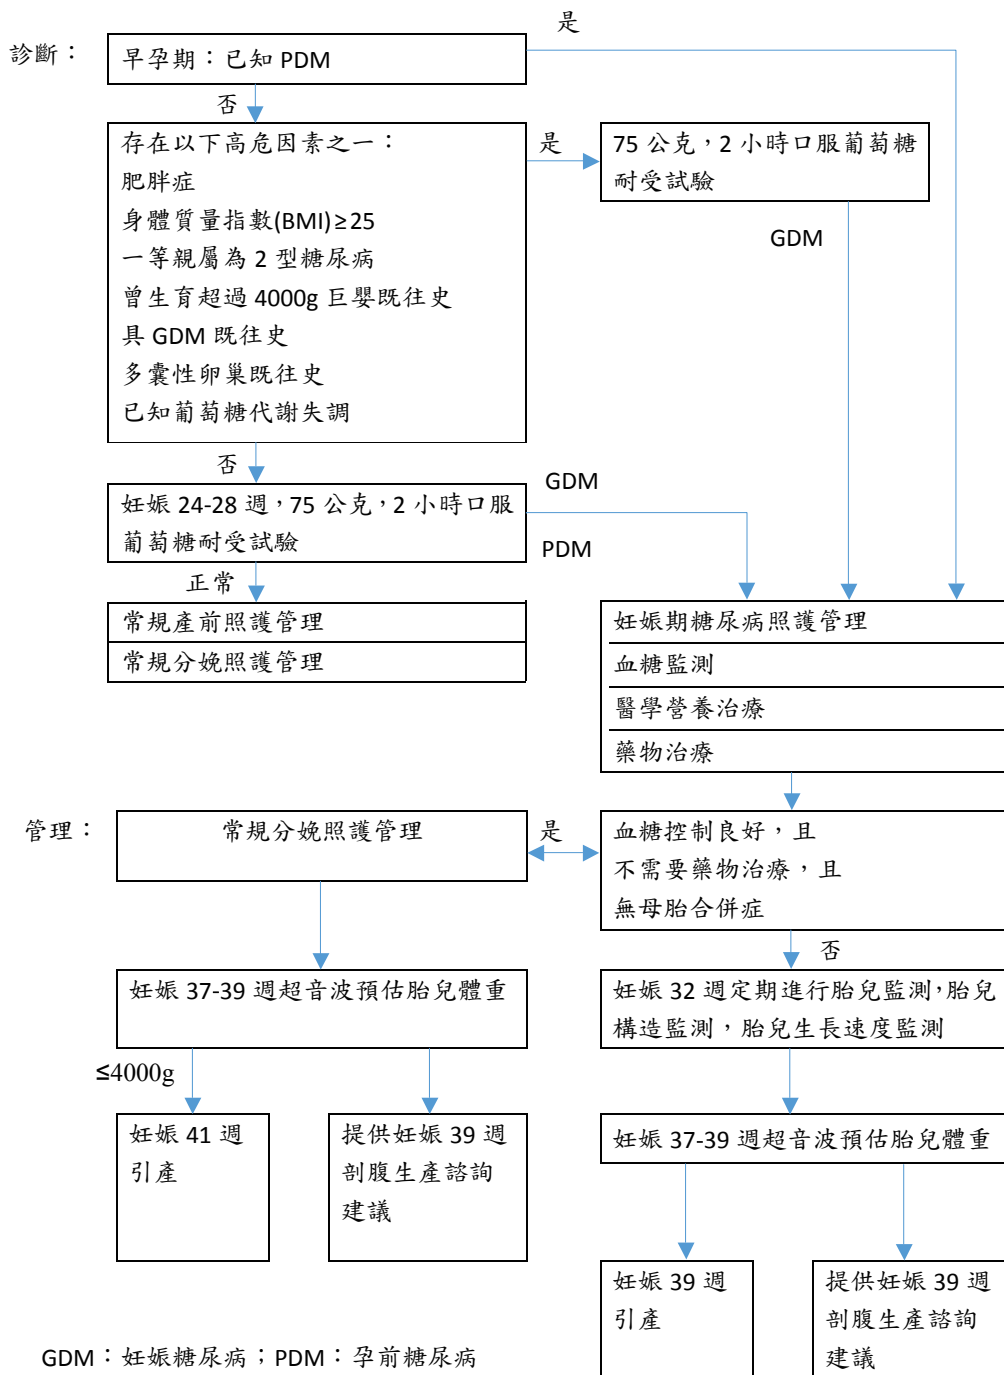 是
診斷：
早孕期：已知 PDM
否
存在以下高危因素之一：
肥胖症
身體質量指數(BMI)≥25
一等親屬為 2 型糖尿病
曾生育超過 4000g 巨嬰既往史
具 GDM 既往史
多囊性卵巢既往史
已知葡萄糖代謝失調
是
75 公克，2 小時口服葡萄糖
耐受試驗
GDM
否
妊娠 24-28 週，75 公克，2 小時口服
葡萄糖耐受試驗
GDM
PDM
正常
常規產前照護管理
常規分娩照護管理
妊娠期糖尿病照護管理
血糖監測
醫學營養治療
藥物治療
管理：
常規分娩照護管理
是
血糖控制良好，且
不需要藥物治療，且
無母胎合併症
否
妊娠 37-39 週超音波預估胎兒體重
妊娠 32 週定期進行胎兒監測，胎兒
構造監測，胎兒生長速度監測
≤4000g
妊娠 41 週
引產
提供妊娠 39 週
剖腹生產諮詢
建議
妊娠 37-39 週超音波預估胎兒體重
妊娠 39 週
引產
提供妊娠 39 週
剖腹生產諮詢
建議
GDM：妊娠糖尿病；PDM：孕前糖尿病